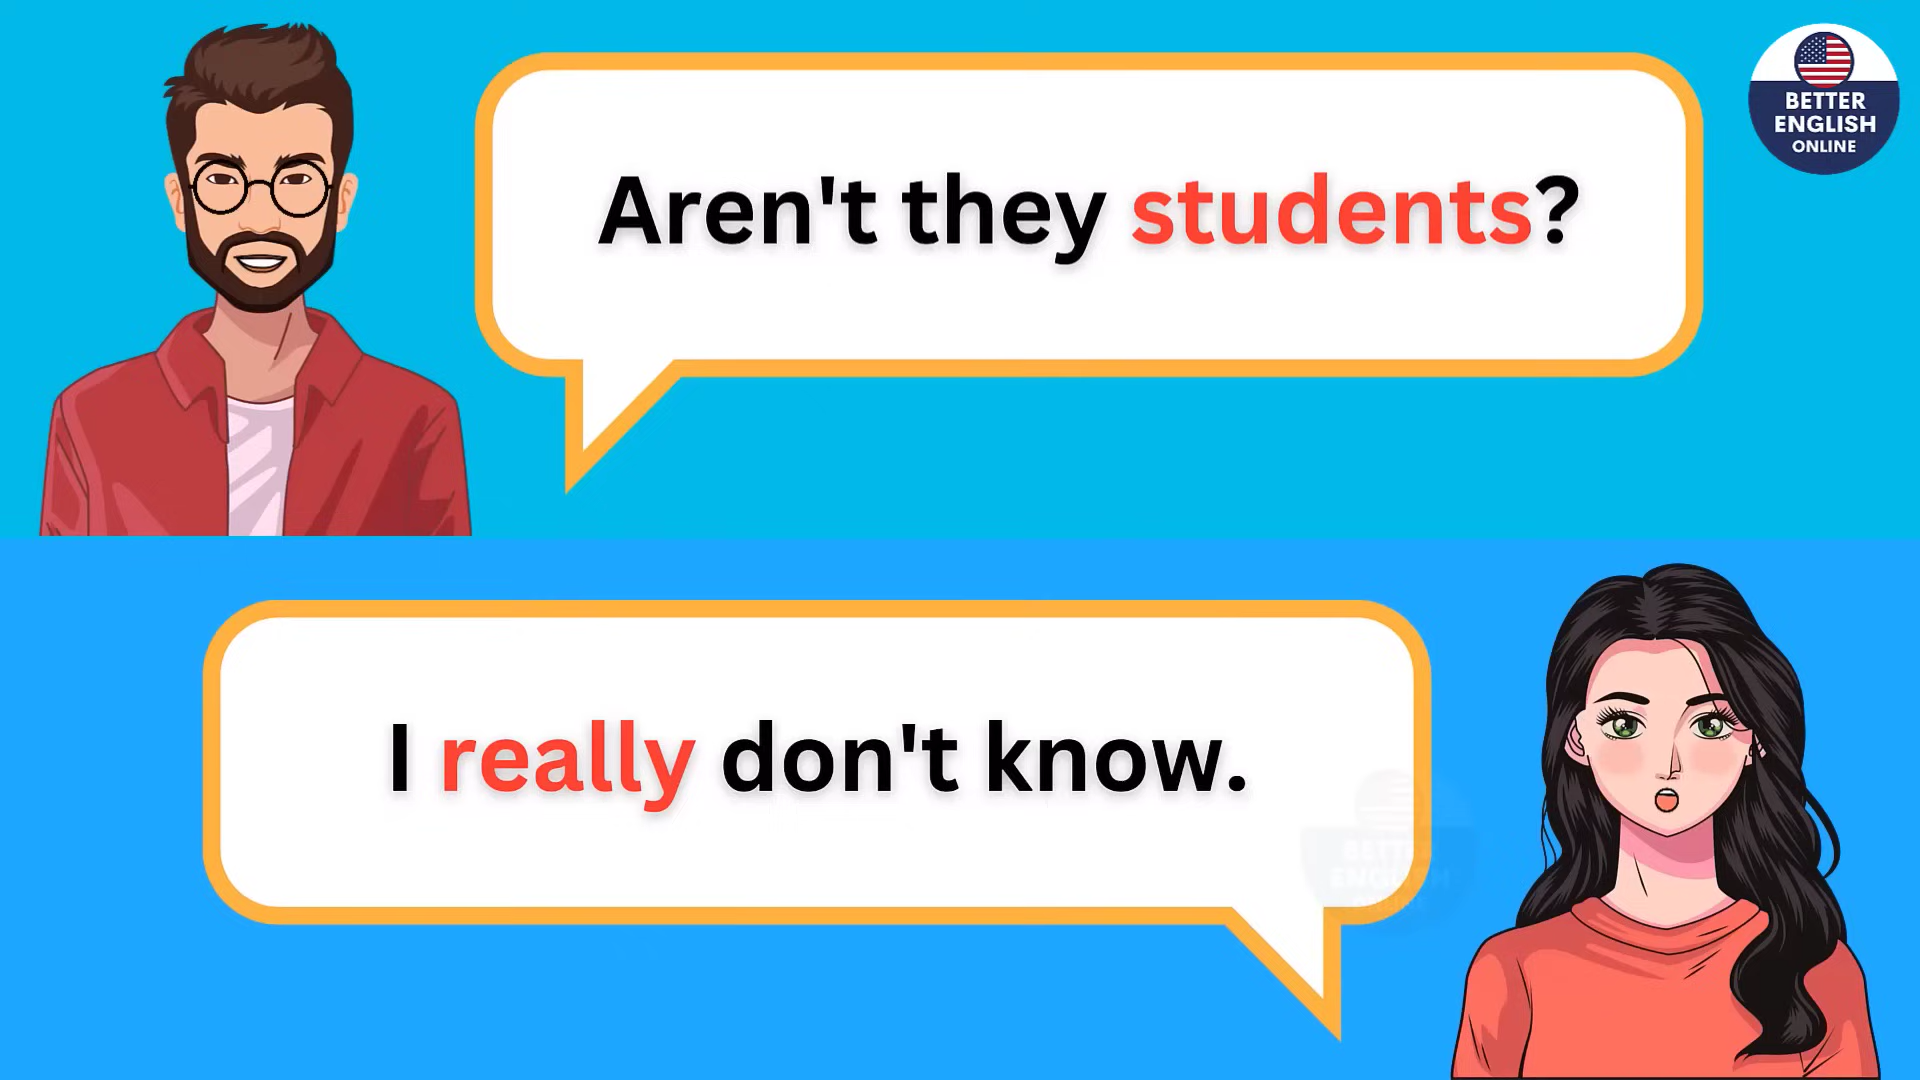 Aren't they students?
BETTER
ENGLISH
ONLINE
I really don't know.